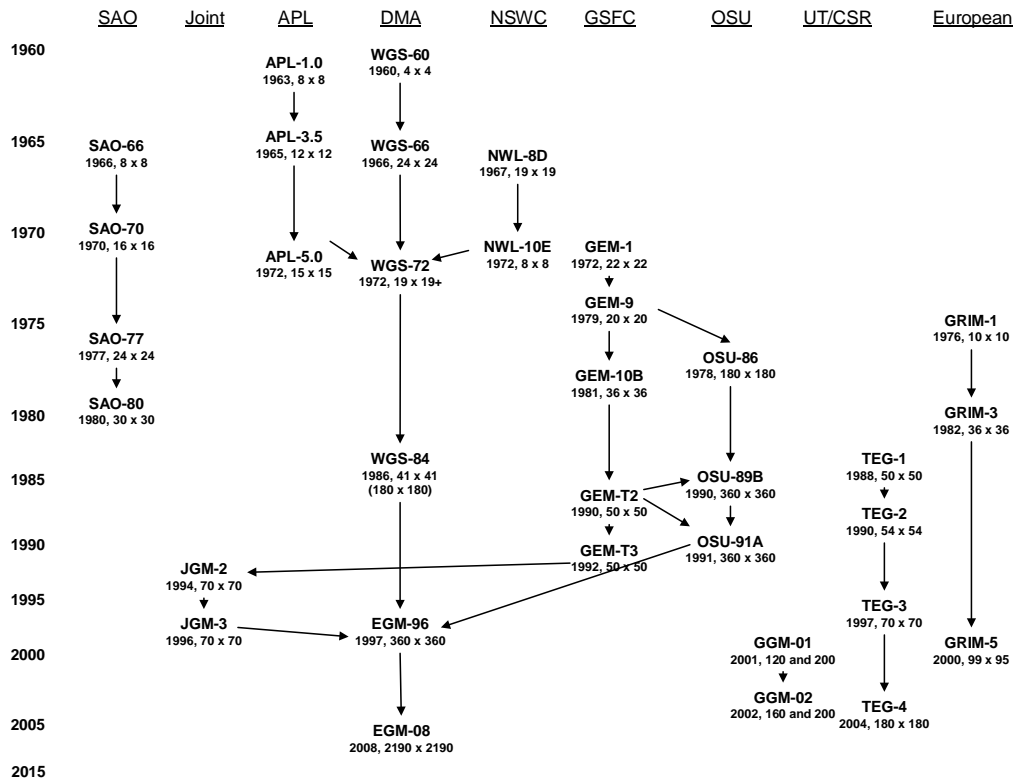 SAO Joint APL DMA NSWC GSFC OSU UT/CSR European
1960
WGS-60
1960, 4 x 4
APL-1.0
1963, 8 x 8
1965
APL-3.5
1965, 12 x 12
SAO-66
1966, 8 x 8
WGS-66
1966, 24 x 24
NWL-8D
1967, 19 x 19
1970
SAO-70
1970, 16 x 16
APL-5.0
1972, 15 x 15
WGS-72
1972, 19 x 19+
NWL-10E
1972, 8 x 8
GEM-1
1972, 22 x 22
GEM-9
1979, 20 x 20
1975
GRIM-1
1976, 10 x 10
SAO-77
1977, 24 x 24
OSU-86
1978, 180 x 180
GEM-10B
1981, 36 x 36
SAO-80
1980, 30 x 30
1980
GRIM-3
1982, 36 x 36
WGS-84
1986, 41 x 41
(180 x 180)
TEG-1
1988, 50 x 50
1985
OSU-89B
1990, 360 x 360
GEM-T2
1990, 50 x 50
TEG-2
1990, 54 x 54
1990
OSU-91A
1991, 360 x 360
GEM-T3
1992, 50 x 50
JGM-2
1994, 70 x 70
1995
TEG-3
1997, 70 x 70
JGM-3
1996, 70 x 70
EGM-96
1997, 360 x 360
GGM-01
2001, 120 and 200
GRIM-5
2000, 99 x 95
2000
GGM-02
2002, 160 and 200
TEG-4
2004, 180 x 180
2005
EGM-08
2008, 2190 x 2190
2015